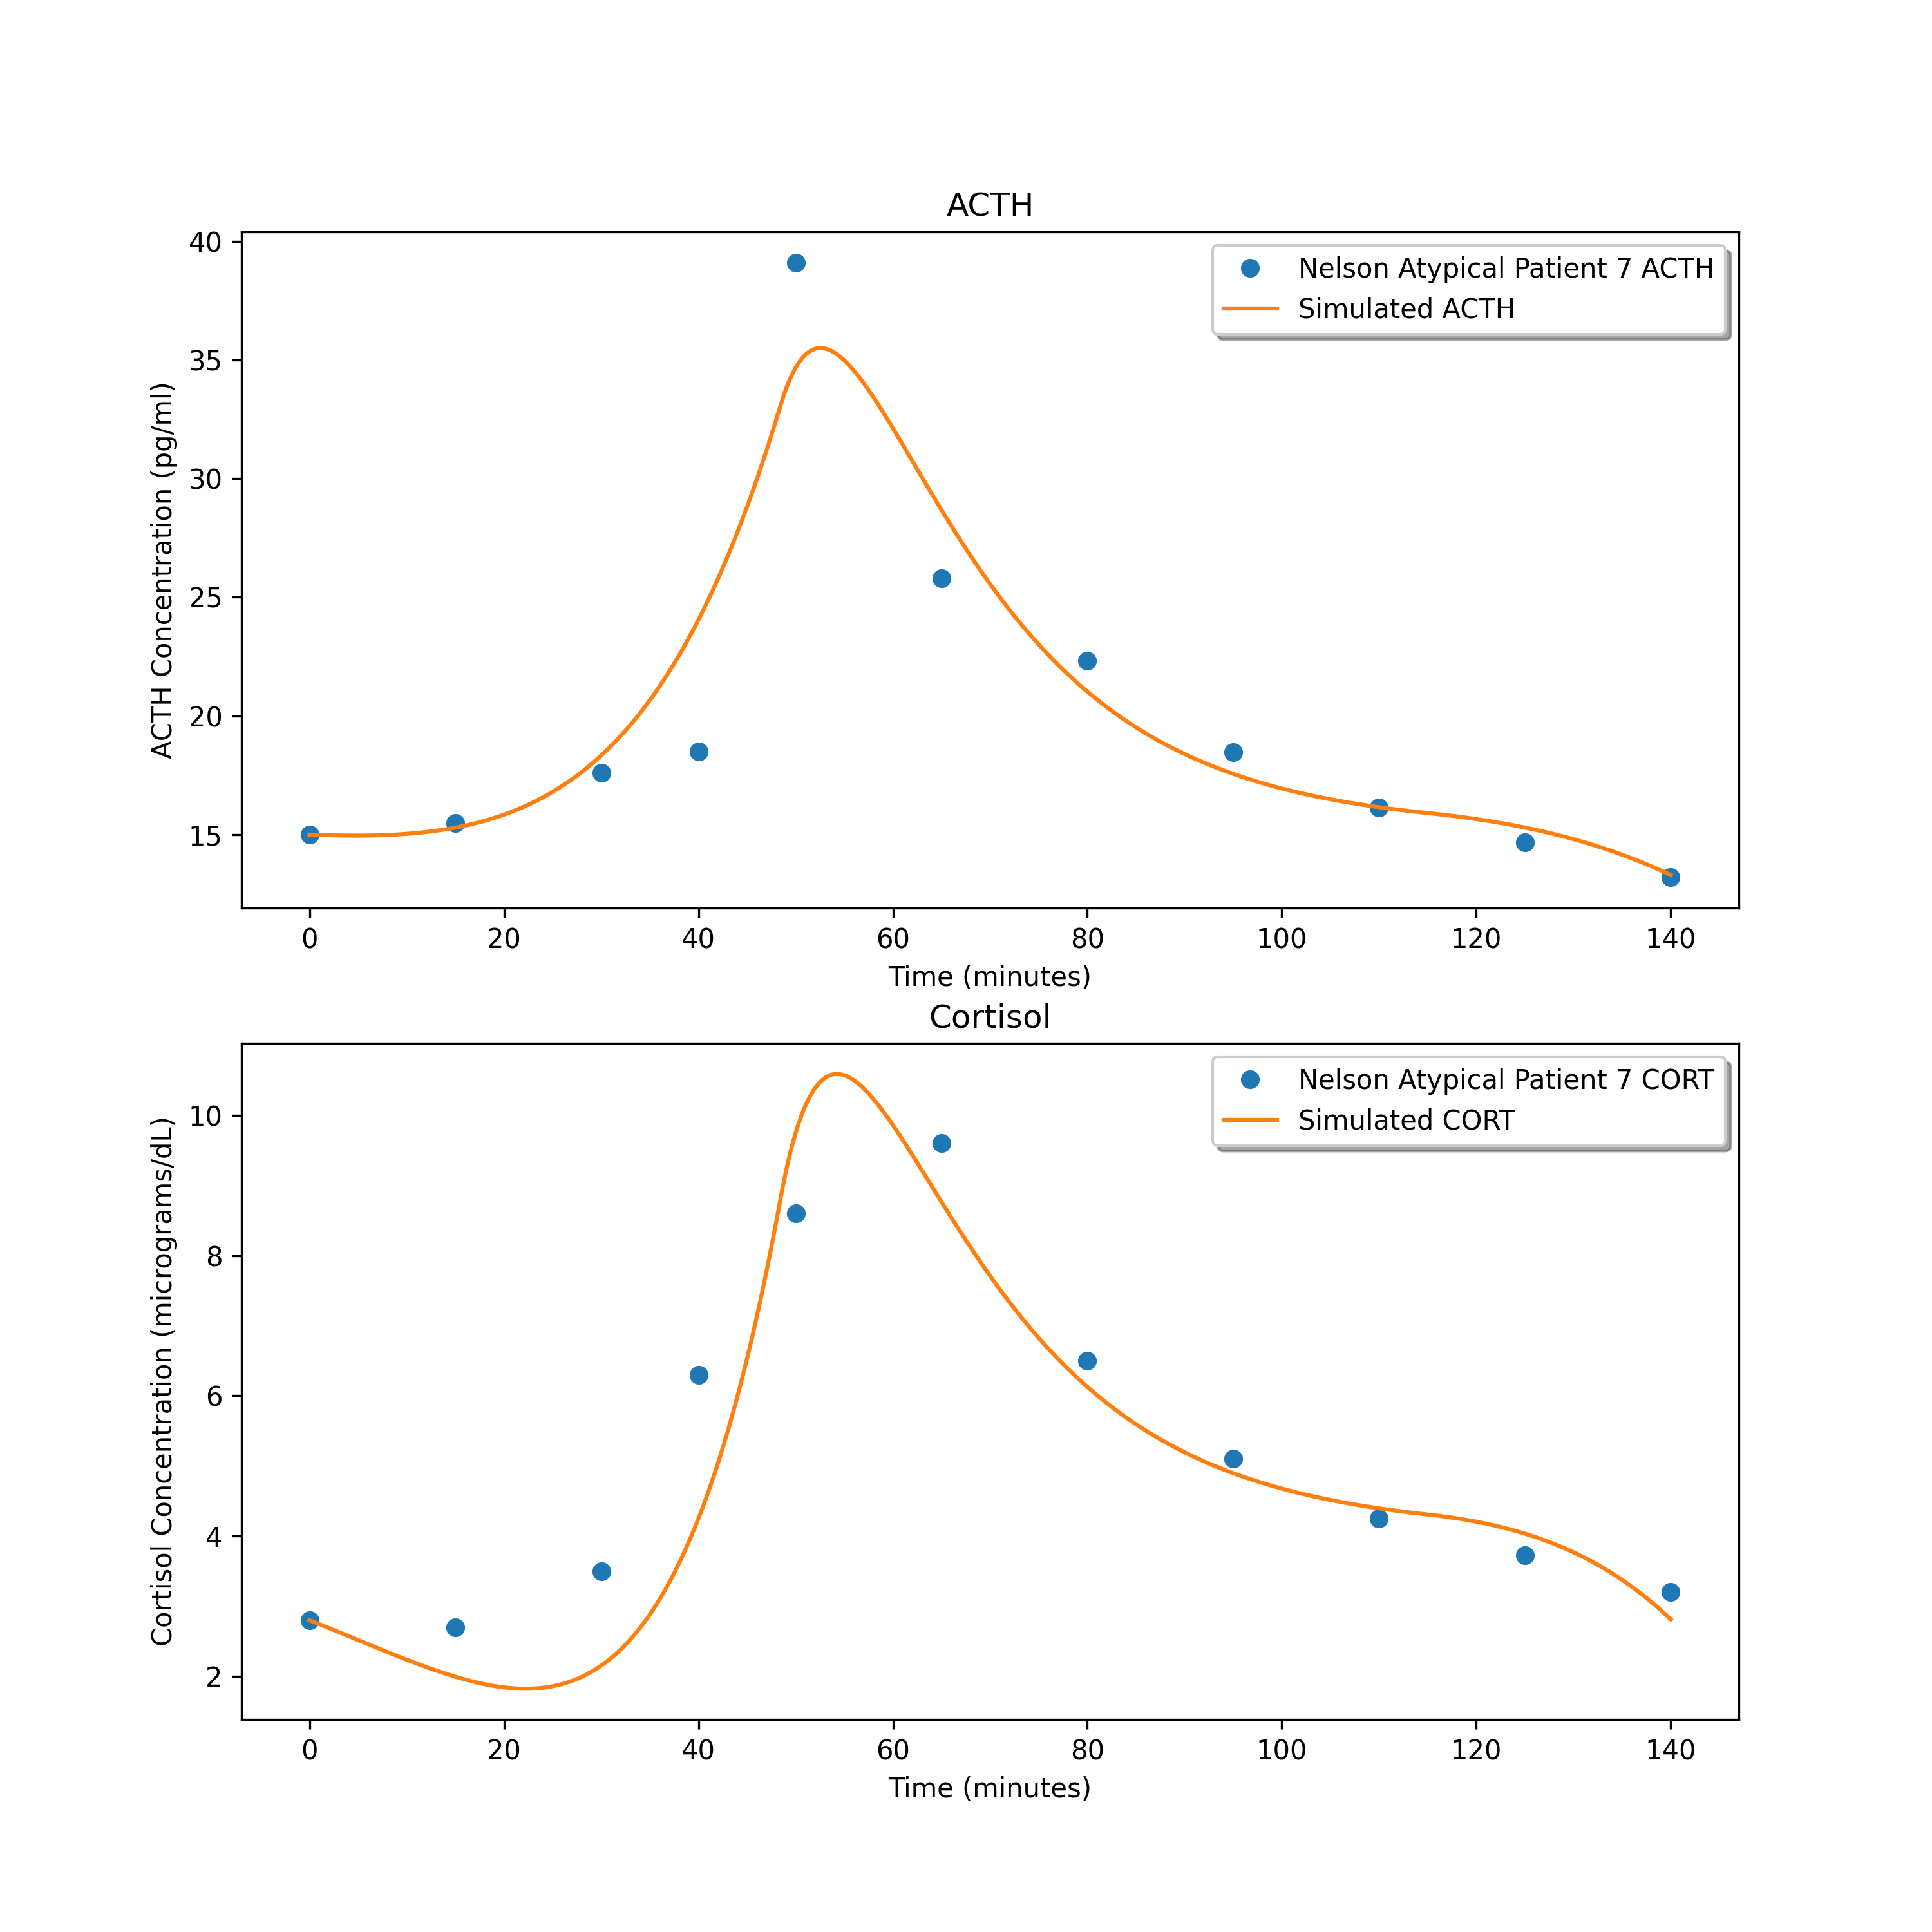 ACTH
40
35
30
25
20
15
ACTH Concentration (pg/ml)
Nelson Atypical Patient 7 ACTH
Simulated ACTH
0 20 40 60 80 100 120 140
Time (minutes)
Cortisol
10
8
6
4
2
Cortisol Concentration (micrograms/dL)
Nelson Atypical Patient 7 CORT
Simulated CORT
0 20 40 60 80 100 120 140
Time (minutes)